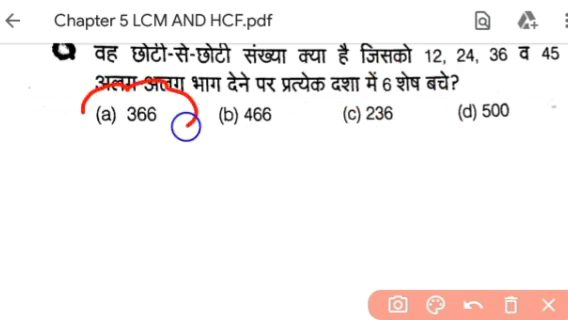 Chapter 5 LCM AND HCF.pdf
Q वह छोटी-से-छोटी संख्या क्या है जिसको 12, 24, 36 व 45
अलग-अलग भाग देने पर प्रत्येक दशा में 6 शेष बचे?
(a) 366 (b) 466 (c) 236 (d) 500